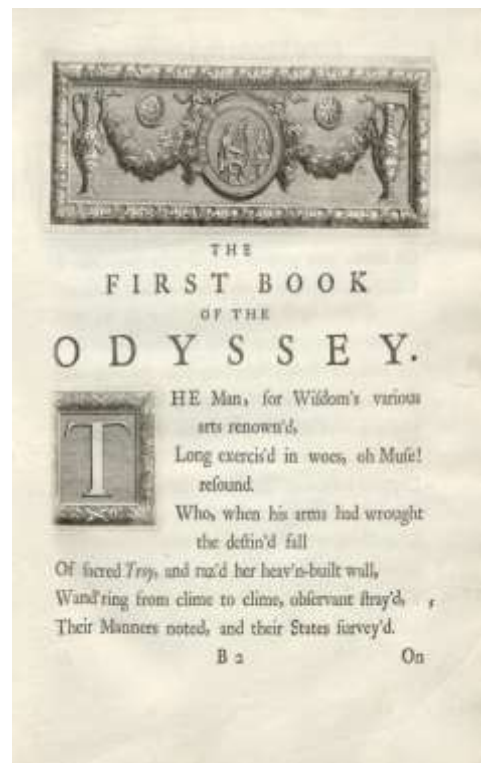 THE
FIRST BOOK
OF THE
ODYSSEY.
THE Man, for Wiſdom's various
arts renown'd,
Long exercis'd in woes, oh Muſe!
reſound.
Who, when his arms had wrought
the deſtin'd fall
Of ſacred Troy, and raz'd her heav'n-built wall,
Wand'ring from clime to clime, obſervant ſtray'd,
5
Their Manners noted, and their States ſurvey'd.
B 2
On